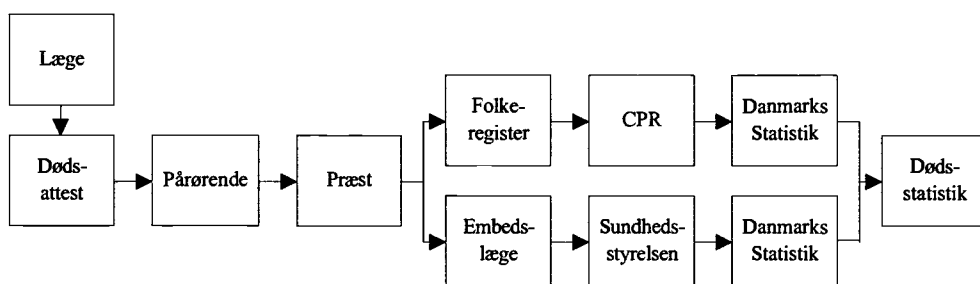 Læge
Døds-
attest
Pårørende
Præst
Folke-
register
CPR
Danmarks
Statistik
Embeds-
læge
Sundheds-
styrelsen
Danmarks
Statistik
Døds-
statistik